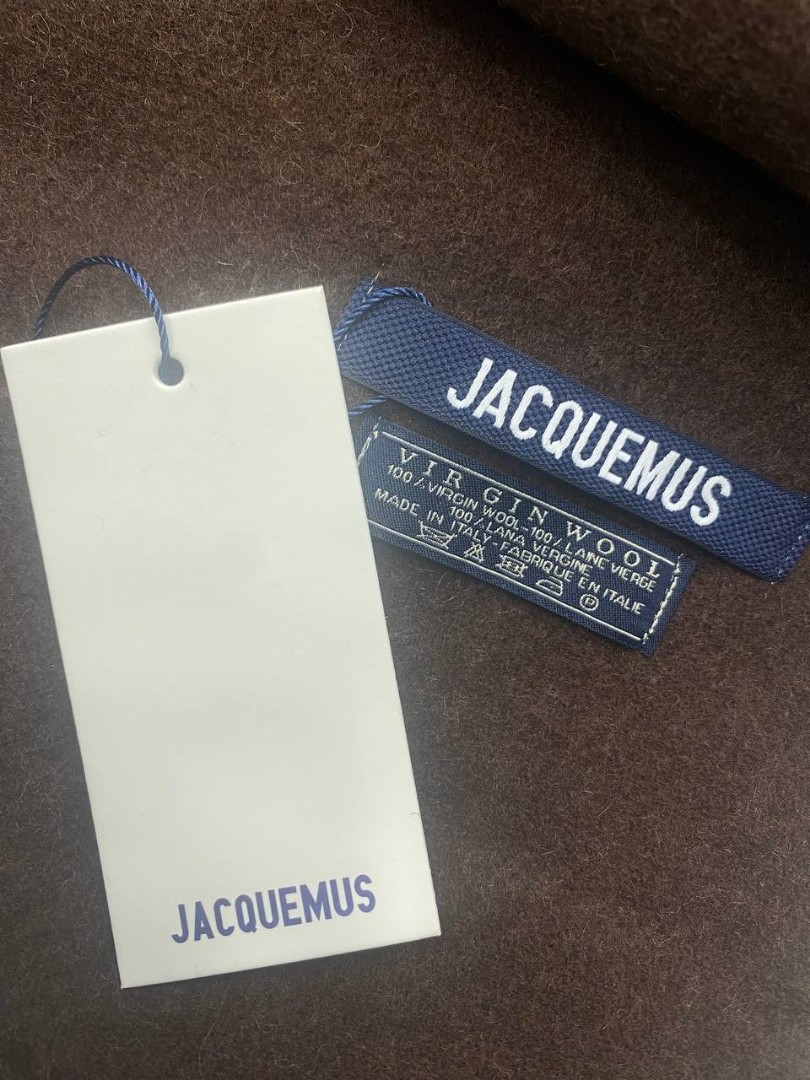 JACQUEMUS
VIRGIN WOOL
100/.VIRGIN WOOL-100/.LAINE VIERGE
100/.LANA VERGINE
MADE IN ITALY-FABRIQUE EN ITALIE
P
JACQUEMUS